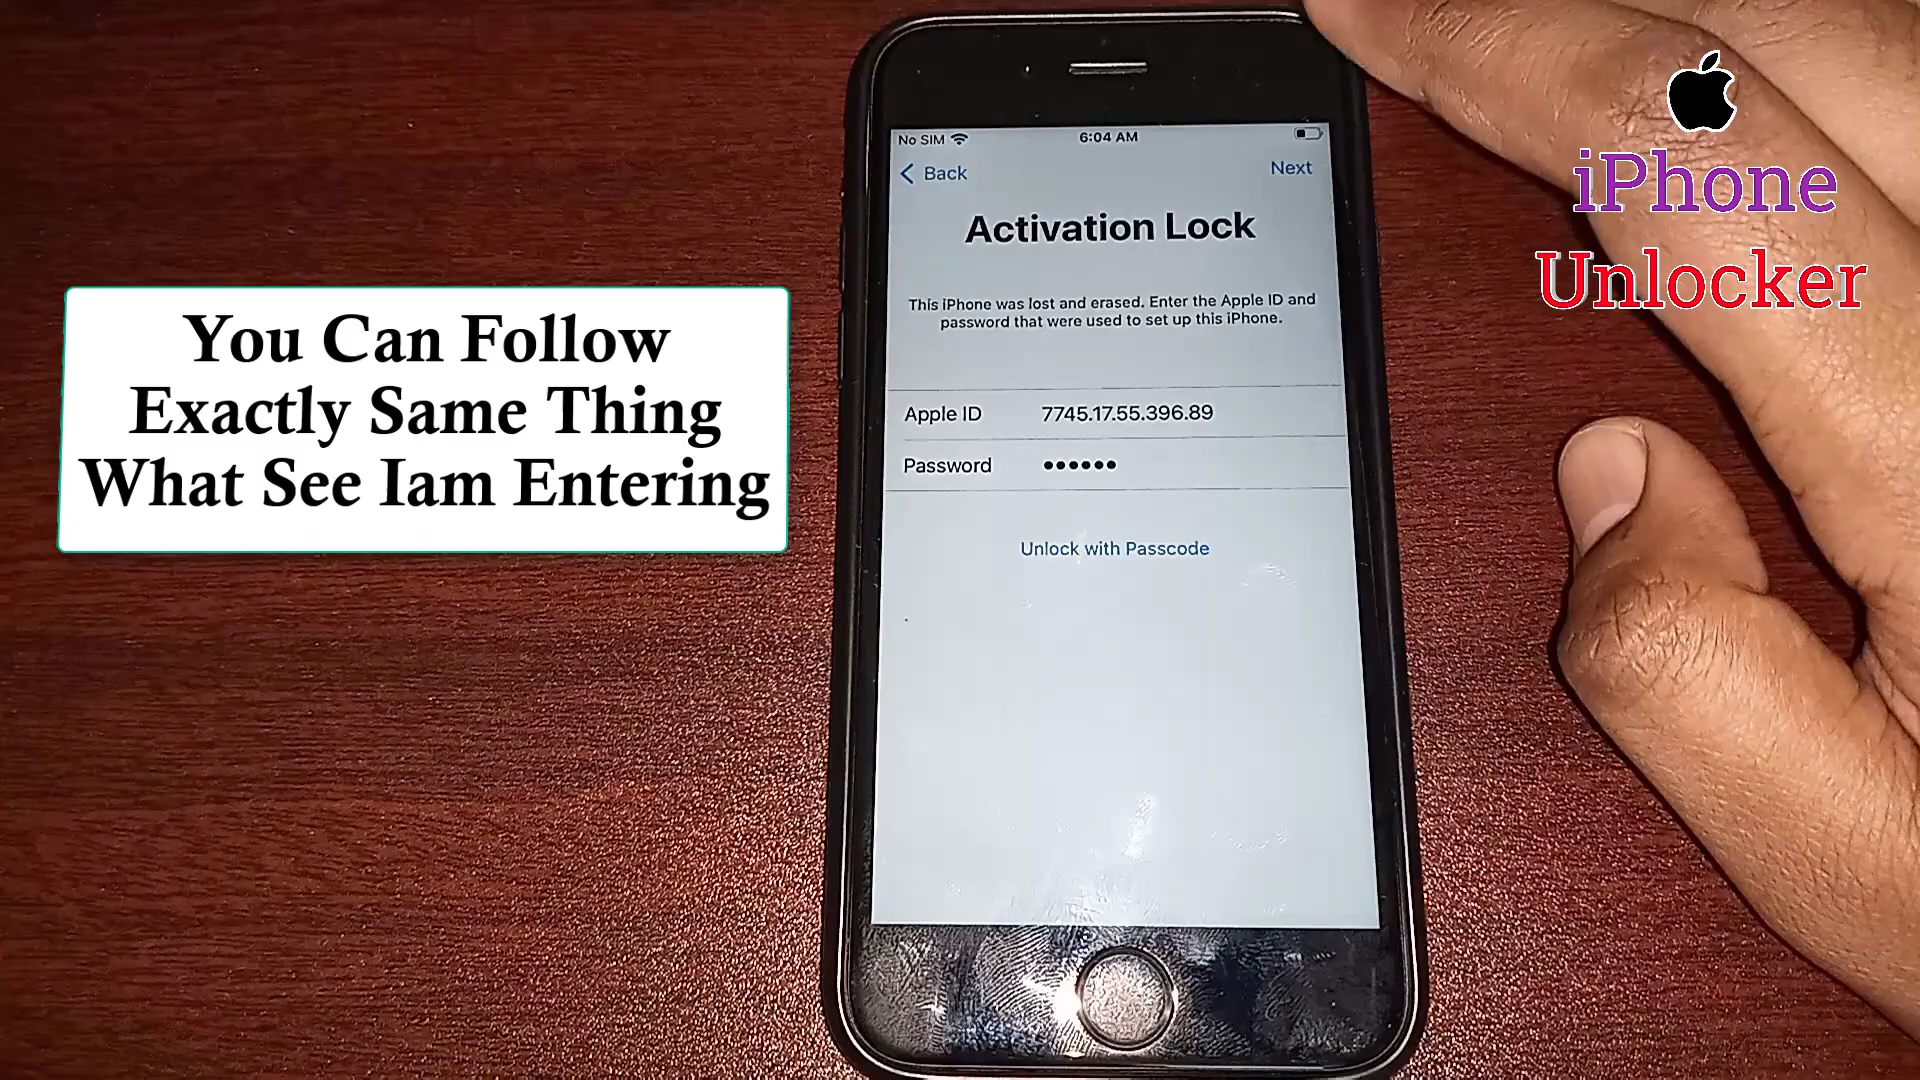 You Can Follow
Exactly Same Thing
What See Iam Entering
No SIM
6:04 AM
Back
Next
Activation Lock
This iPhone was lost and erased. Enter the Apple ID and
password that were used to set up this iPhone.
Apple ID 7745.17.55.396.89
Password ••••••
Unlock with Passcode
iPhone
Unlocker